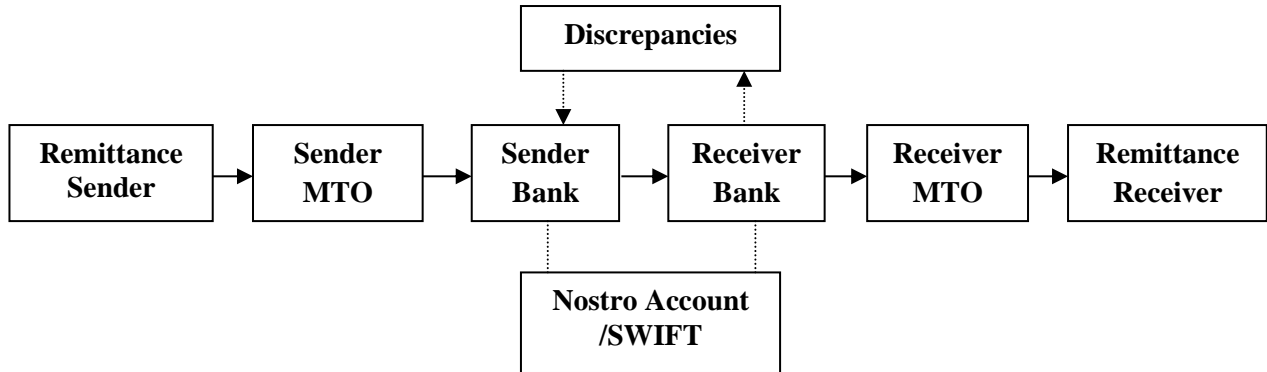 Discrepancies
Remittance
Sender
Sender
MTO
Sender
Bank
Receiver
Bank
Receiver
MTO
Remittance
Receiver
Nostro Account
/SWIFT